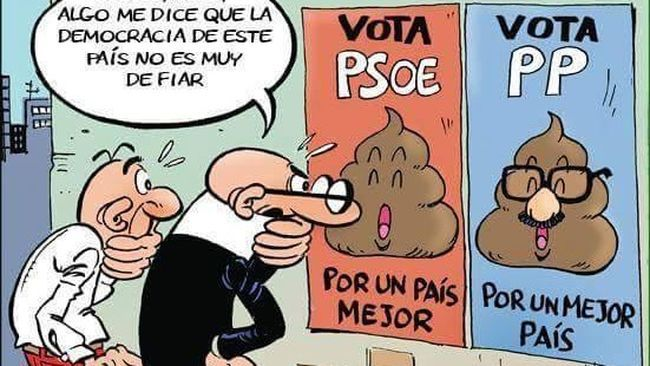 ALGO ME DICE QUE LA
DEMOCRACIA DE ESTE
PAÍS NO ES MUY
DE FIAR
VOTA
PSOE
POR UN PAÍS
MEJOR
VOTA
PP
POR UN MEJOR
PAÍS